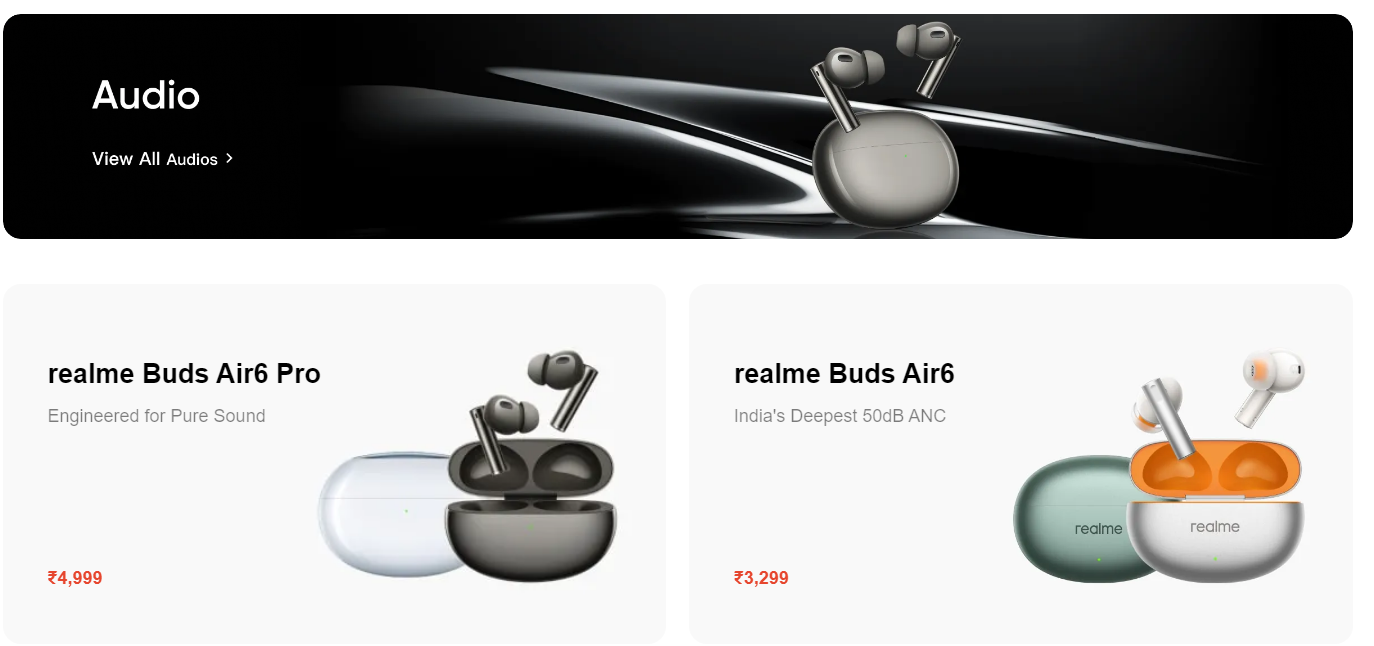 Audio
View All Audios >
realme Buds Air6 Pro
Engineered for Pure Sound
₹4,999
realme Buds Air6
India's Deepest 50dB ANC
realme
realme
₹3,299